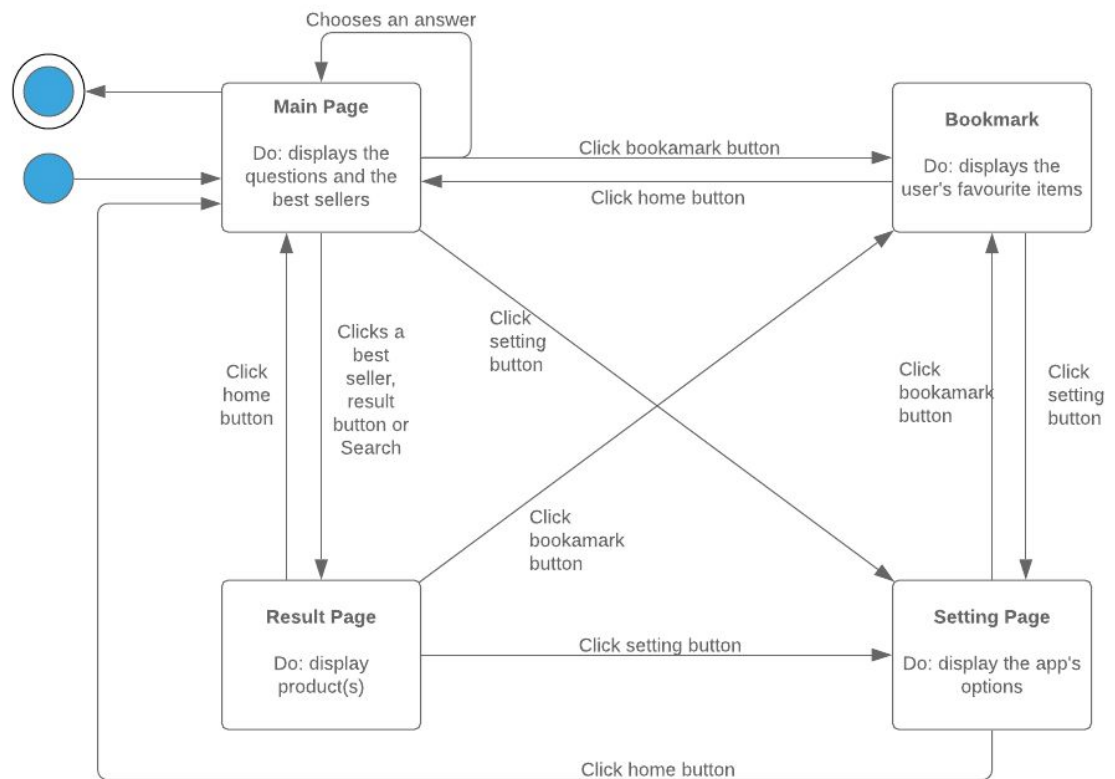 Chooses an answer
Main Page
Do: displays the
questions and the
best sellers
Bookmark
Do: displays the
user's favourite items
Click bookamark button
Click home button
Click
setting
button
Clicks a
best
seller,
result
button or
Search
Click
home
button
Click
bookamark
button
Click
setting
button
Click
bookamark
button
Result Page
Do: display
product(s)
Click setting button
Setting Page
Do: display the app's
options
Click home button